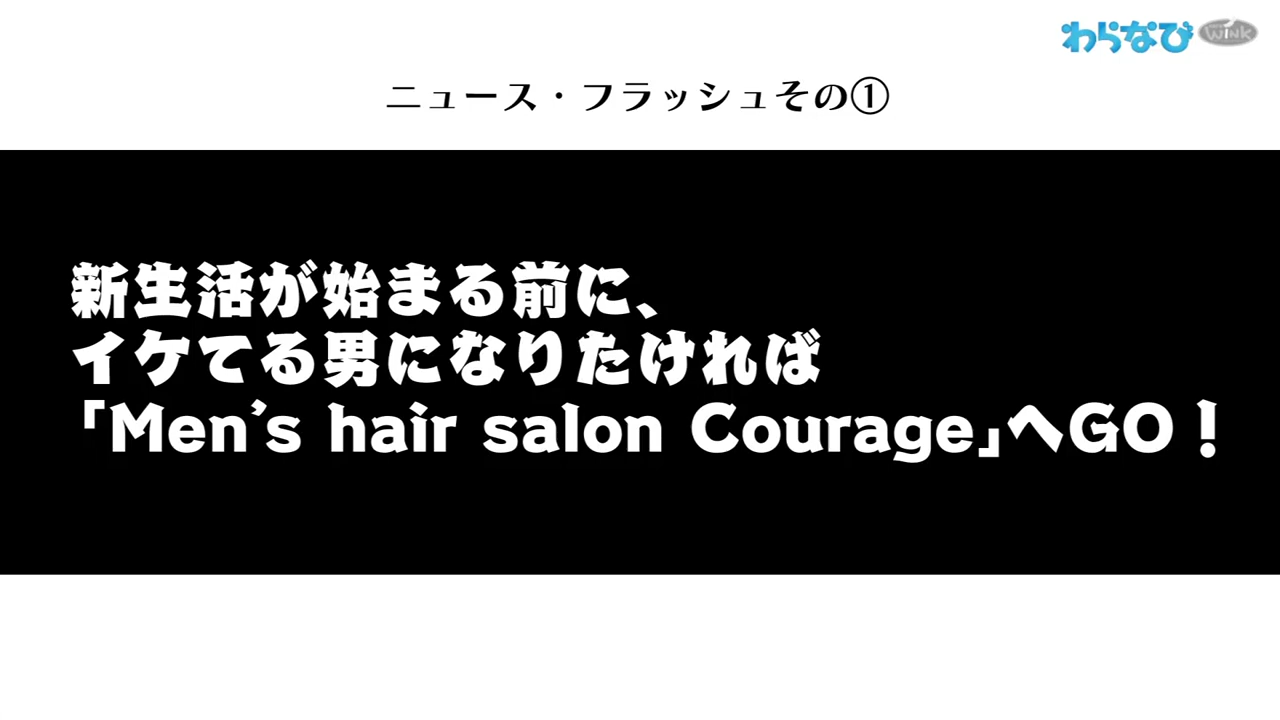 わらなび WINK
ニュース・フラッシュその①
新生活が始まる前に、
イケてる男になりたければ
「Men’s hair salon Courage」へGO！